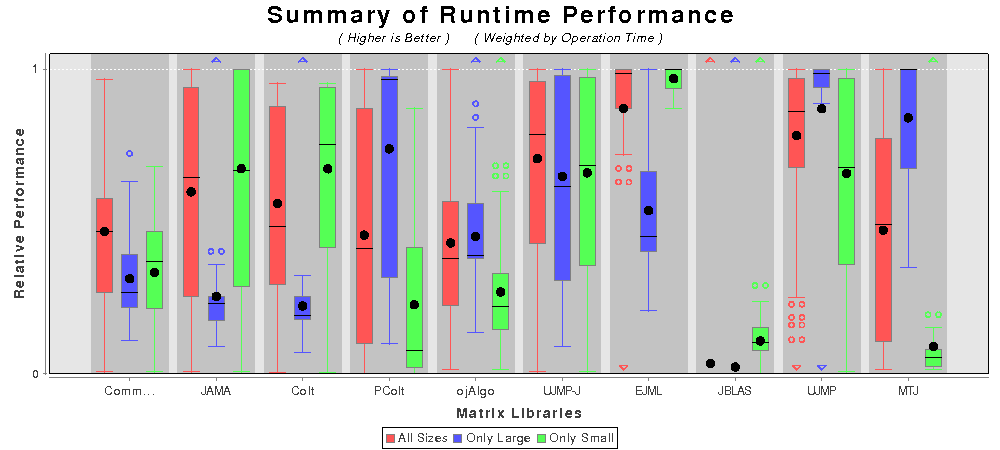 Summary of Runtime Performance
( Higher is Better ) ( Weighted by Operation Time )
1
Relative Performance
0
Comm... JAMA Colt PColt ojAlgo UJMP-J EJML JBLAS UJMP MTJ
Matrix Libraries
All Sizes Only Large Only Small